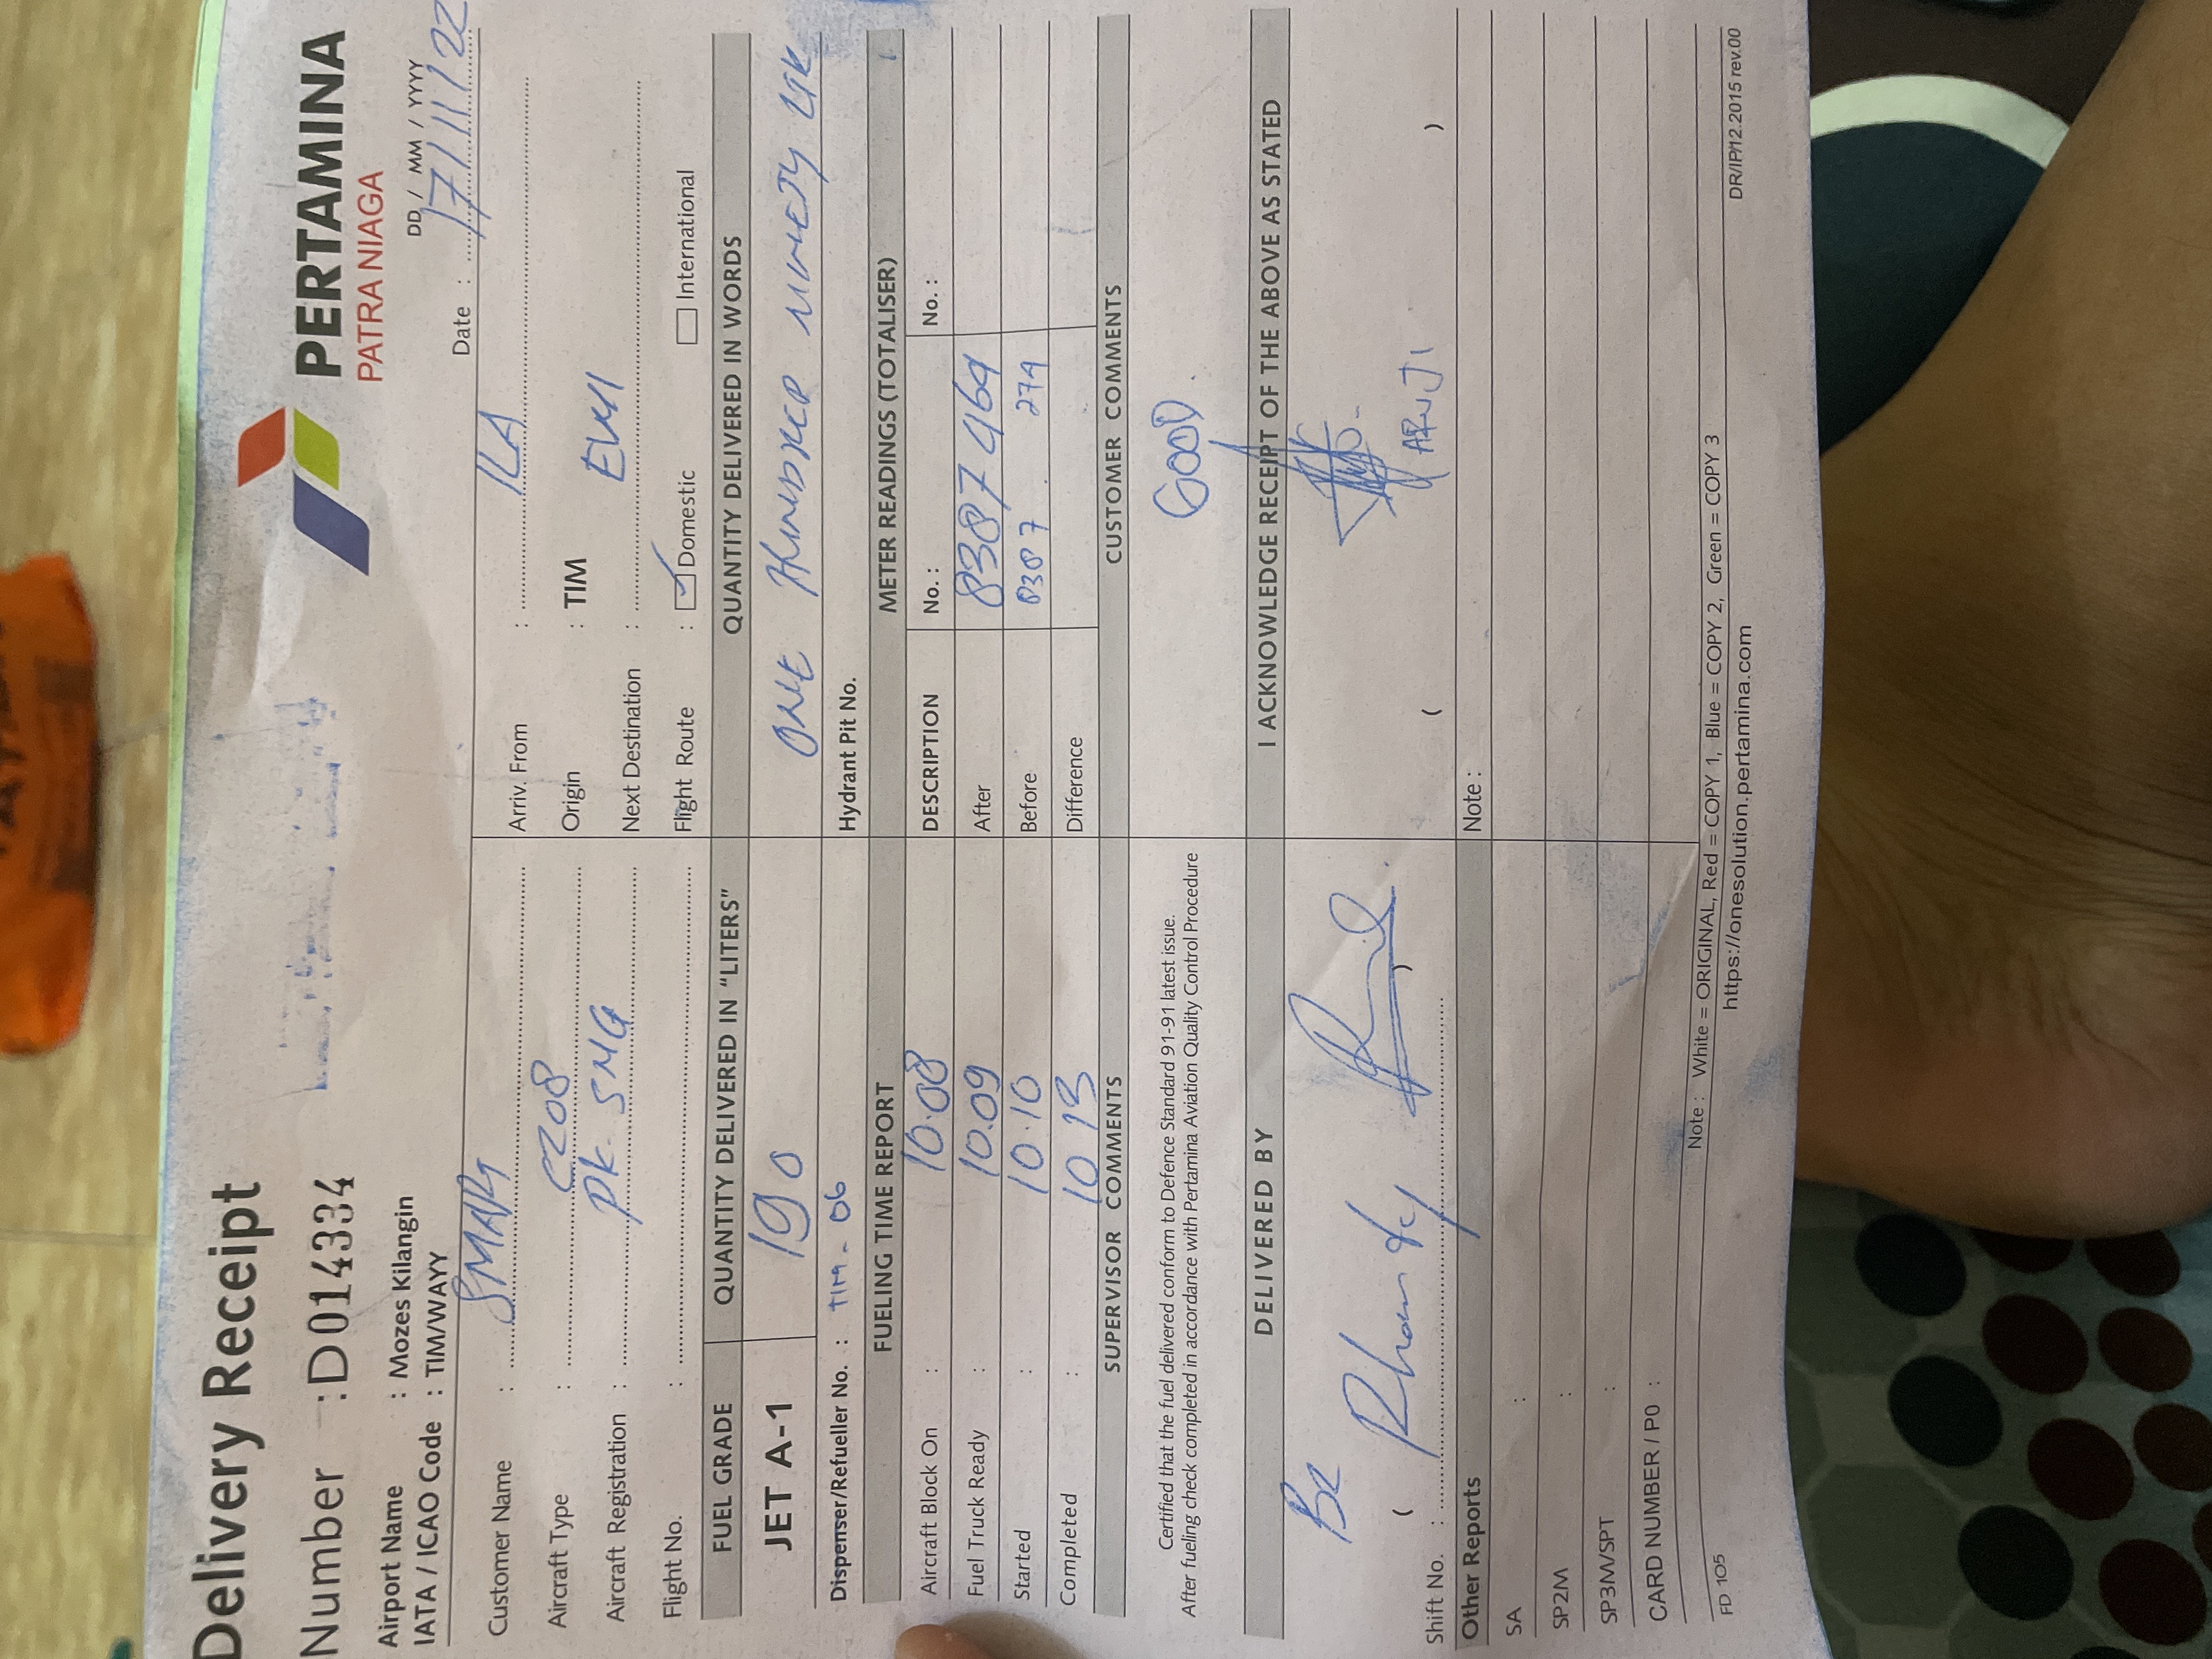 PERTAMINA
PATRA NIAGA
Delivery Receipt
Number : D014334
Airport Name : Mozes Kilangin
IATA / ICAO Code : TIM/WAYY
DD / MM / YYYY
Date : 17/11/22
Customer Name : SMART
Aircraft Type : C208
Aircraft Registration : PK-SMG
Flight No. :
Arriv. From : ILA
Origin : TIM
Next Destination : EWI
Flight Route : Domestic International
FUEL GRADE QUANTITY DELIVERED IN "LITERS" QUANTITY DELIVERED IN WORDS
JET A-1 190 ONE HUNDRED NINETY LTR
Dispenser/Refueller No. : TIM-06 Hydrant Pit No.
FUELING TIME REPORT METER READINGS (TOTALISER)
Aircraft Block On : 10.08 DESCRIPTION No. : No. :
Fuel Truck Ready : 10.09 After 8387469
Started : 10.10 Before 8387 279
Completed : 10 13 Difference
SUPERVISOR COMMENTS CUSTOMER COMMENTS
Certified that the fuel delivered conform to Defence Standard 91-91 latest issue.
After fueling check completed in accordance with Pertamina Aviation Quality Control Procedure
GOOD.
DELIVERED BY I ACKNOWLEDGE RECEIPT OF THE ABOVE AS STATED
( ) ( )
Shift No. :
Other Reports Note :
SA :
SP2M :
SP3M/SPT :
CARD NUMBER / PO :
Note : White = ORIGINAL, Red = COPY 1, Blue = COPY 2, Green = COPY 3
FD 105 https://onesolution.pertamina.com DR/IP/12.2015 rev.00